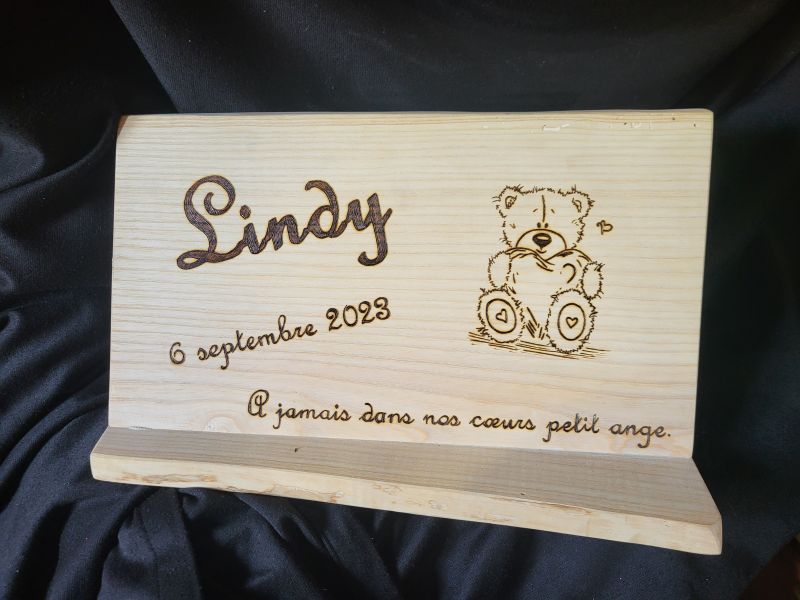 Lindy
6 septembre 2023
A jamais dans nos cœurs petit ange.